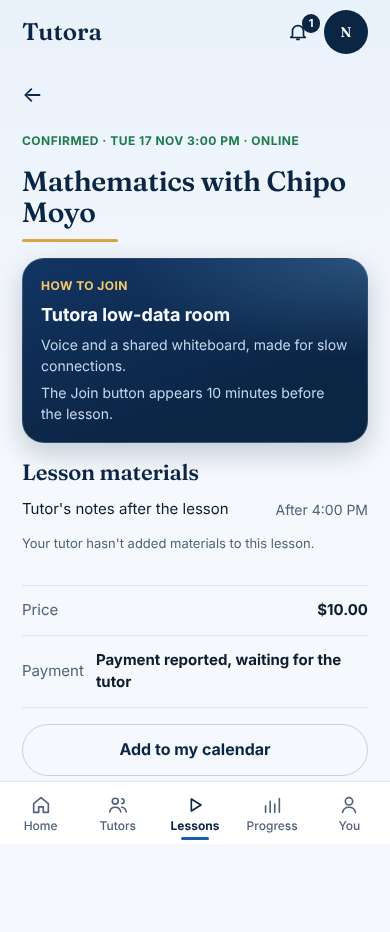 Tutora
1
N
CONFIRMED · TUE 17 NOV 3:00 PM · ONLINE
Mathematics with Chipo
Moyo
HOW TO JOIN
Tutora low-data room
Voice and a shared whiteboard, made for slow
connections.
The Join button appears 10 minutes before
the lesson.
Lesson materials
Tutor's notes after the lesson After 4:00 PM
Your tutor hasn't added materials to this lesson.
Price $10.00
Payment Payment reported, waiting for the
tutor
Add to my calendar
Home Tutors Lessons Progress You